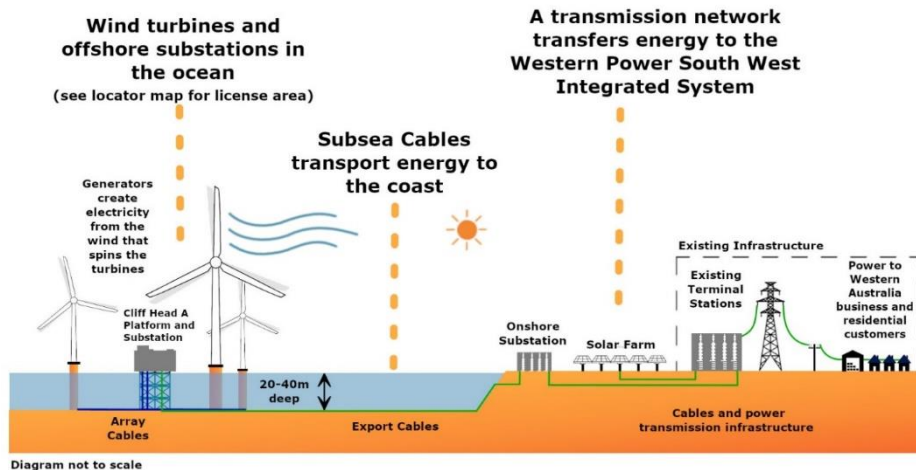 Wind turbines and
offshore substations in
the ocean
(see locator map for license area)
A transmission network
transfers energy to the
Western Power South West
Integrated System
Subsea Cables
transport energy to
the coast
Generators
create
electricity
from the
wind that
spins the
turbines
Cliff Head A
Platform and
Substation
Existing Infrastructure
Existing
Terminal
Stations
Power to
Western
Australia
business and
residential
customers
Onshore
Substation
Solar Farm
20-40m
deep
Array
Cables
Export Cables
Cables and power
transmission infrastructure
Diagram not to scale